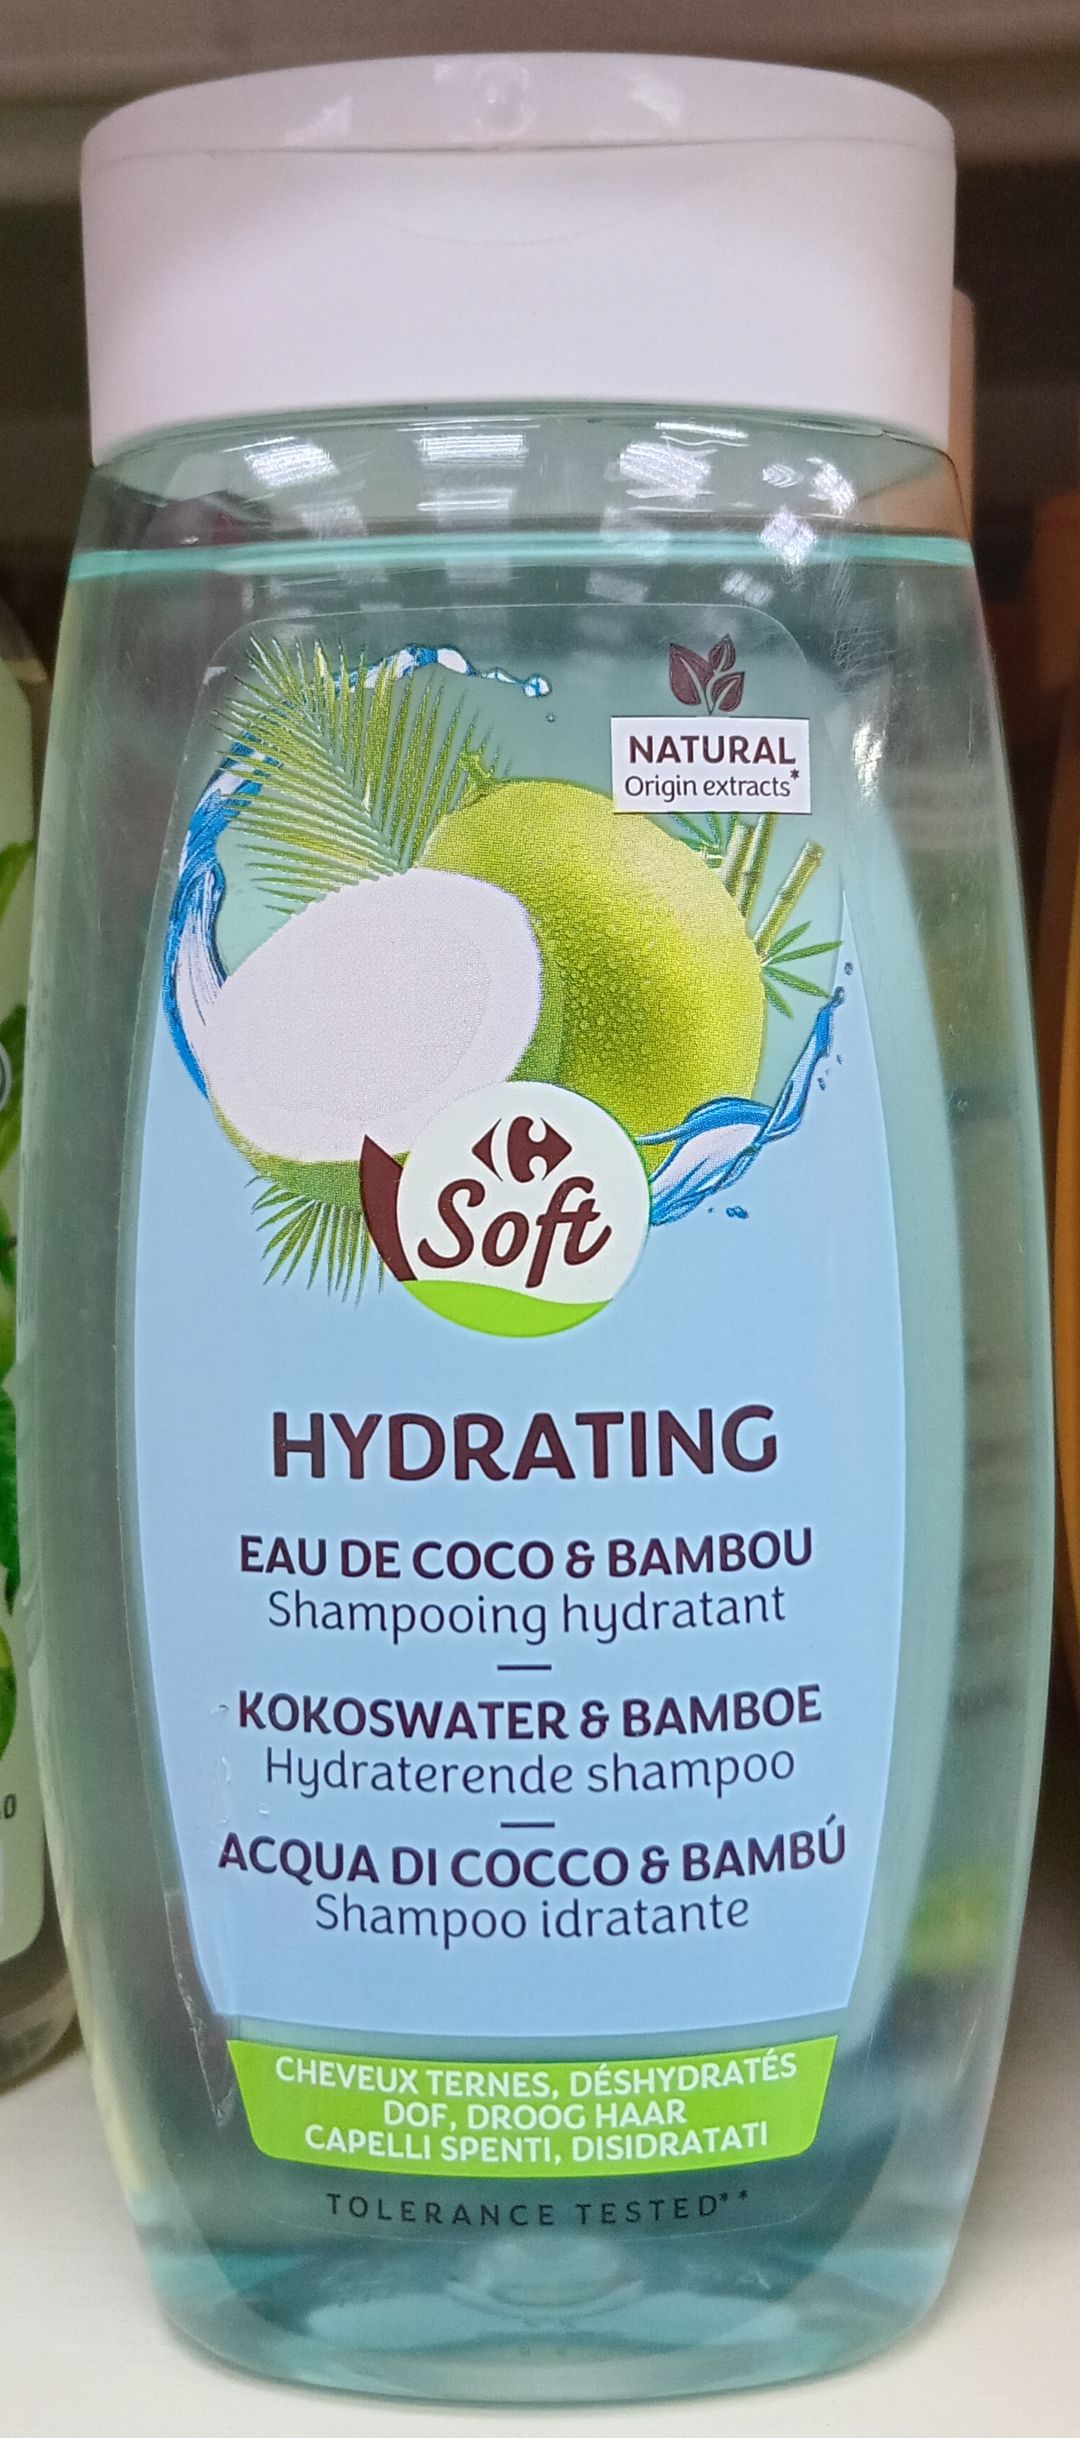 NATURAL
Origin extracts*
Soft
HYDRATING
EAU DE COCO & BAMBOU
Shampooing hydratant
KOKOSWATER & BAMBOE
Hydraterende shampoo
ACQUA DI COCCO & BAMBÚ
Shampoo idratante
CHEVEUX TERNES, DÉSHYDRATÉS
DOF, DROOG HAAR
CAPELLI SPENTI, DISIDRATATI
TOLERANCE TESTED**